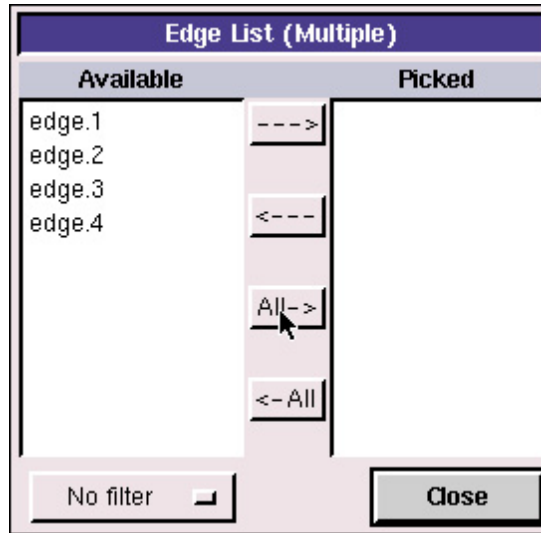 Edge List (Multiple)
Available
Picked
edge.1
edge.2
edge.3
edge.4
--->
<---
All->
<-All
No filter
Close